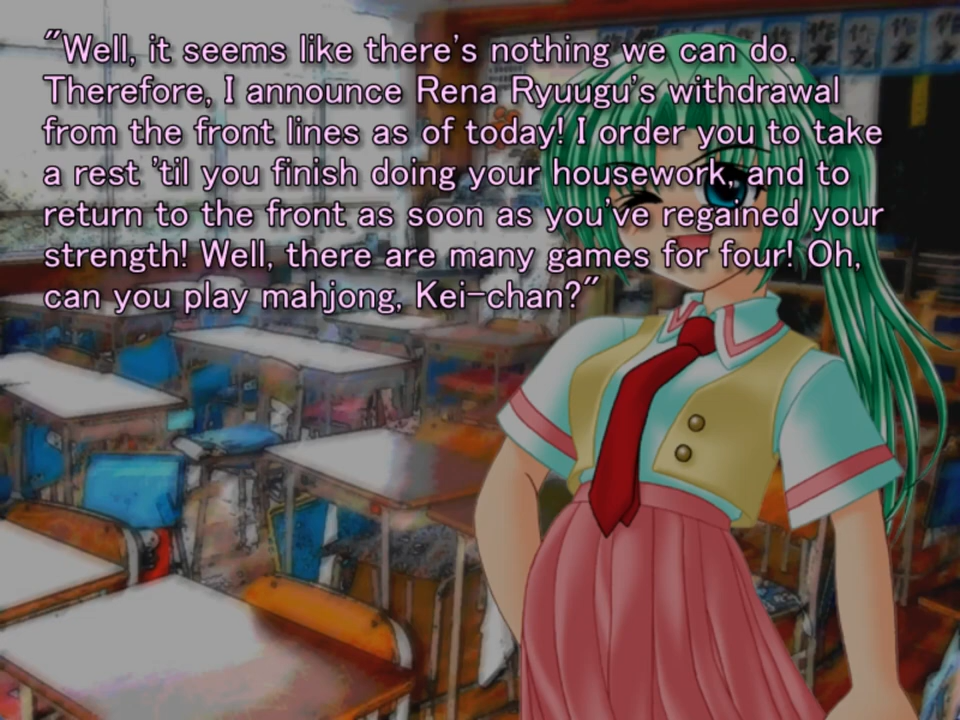 "Well, it seems like there's nothing we can do.
Therefore, I announce Rena Ryuugu's withdrawal
from the front lines as of today! I order you to take
a rest 'til you finish doing your housework, and to
return to the front as soon as you've regained your
strength! Well, there are many games for four! Oh,
can you play mahjong, Kei-chan?"